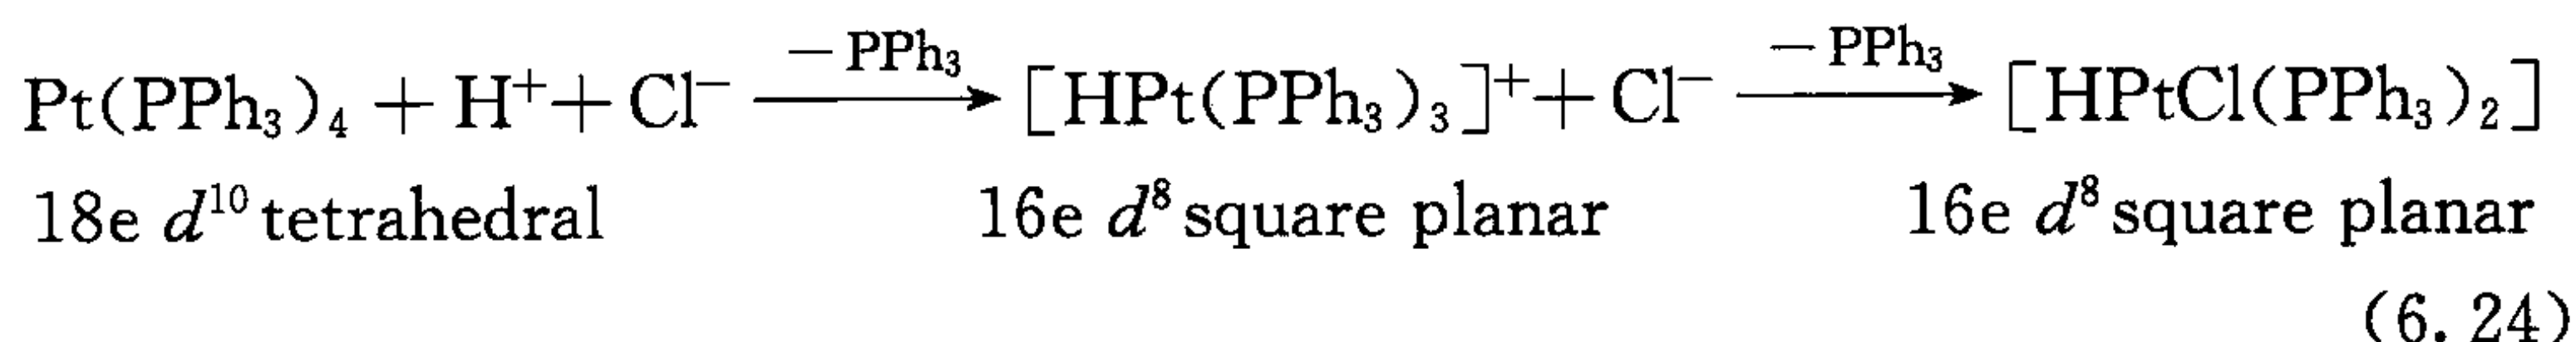 Pt(PPh₃)₄ + H⁺ + Cl⁻ —−PPh₃→ [HPt(PPh₃)₃]⁺ + Cl⁻ —−PPh₃→ [HPtCl(PPh₃)₂]
18e d¹⁰ tetrahedral 16e d⁸ square planar 16e d⁸ square planar
(6. 24)